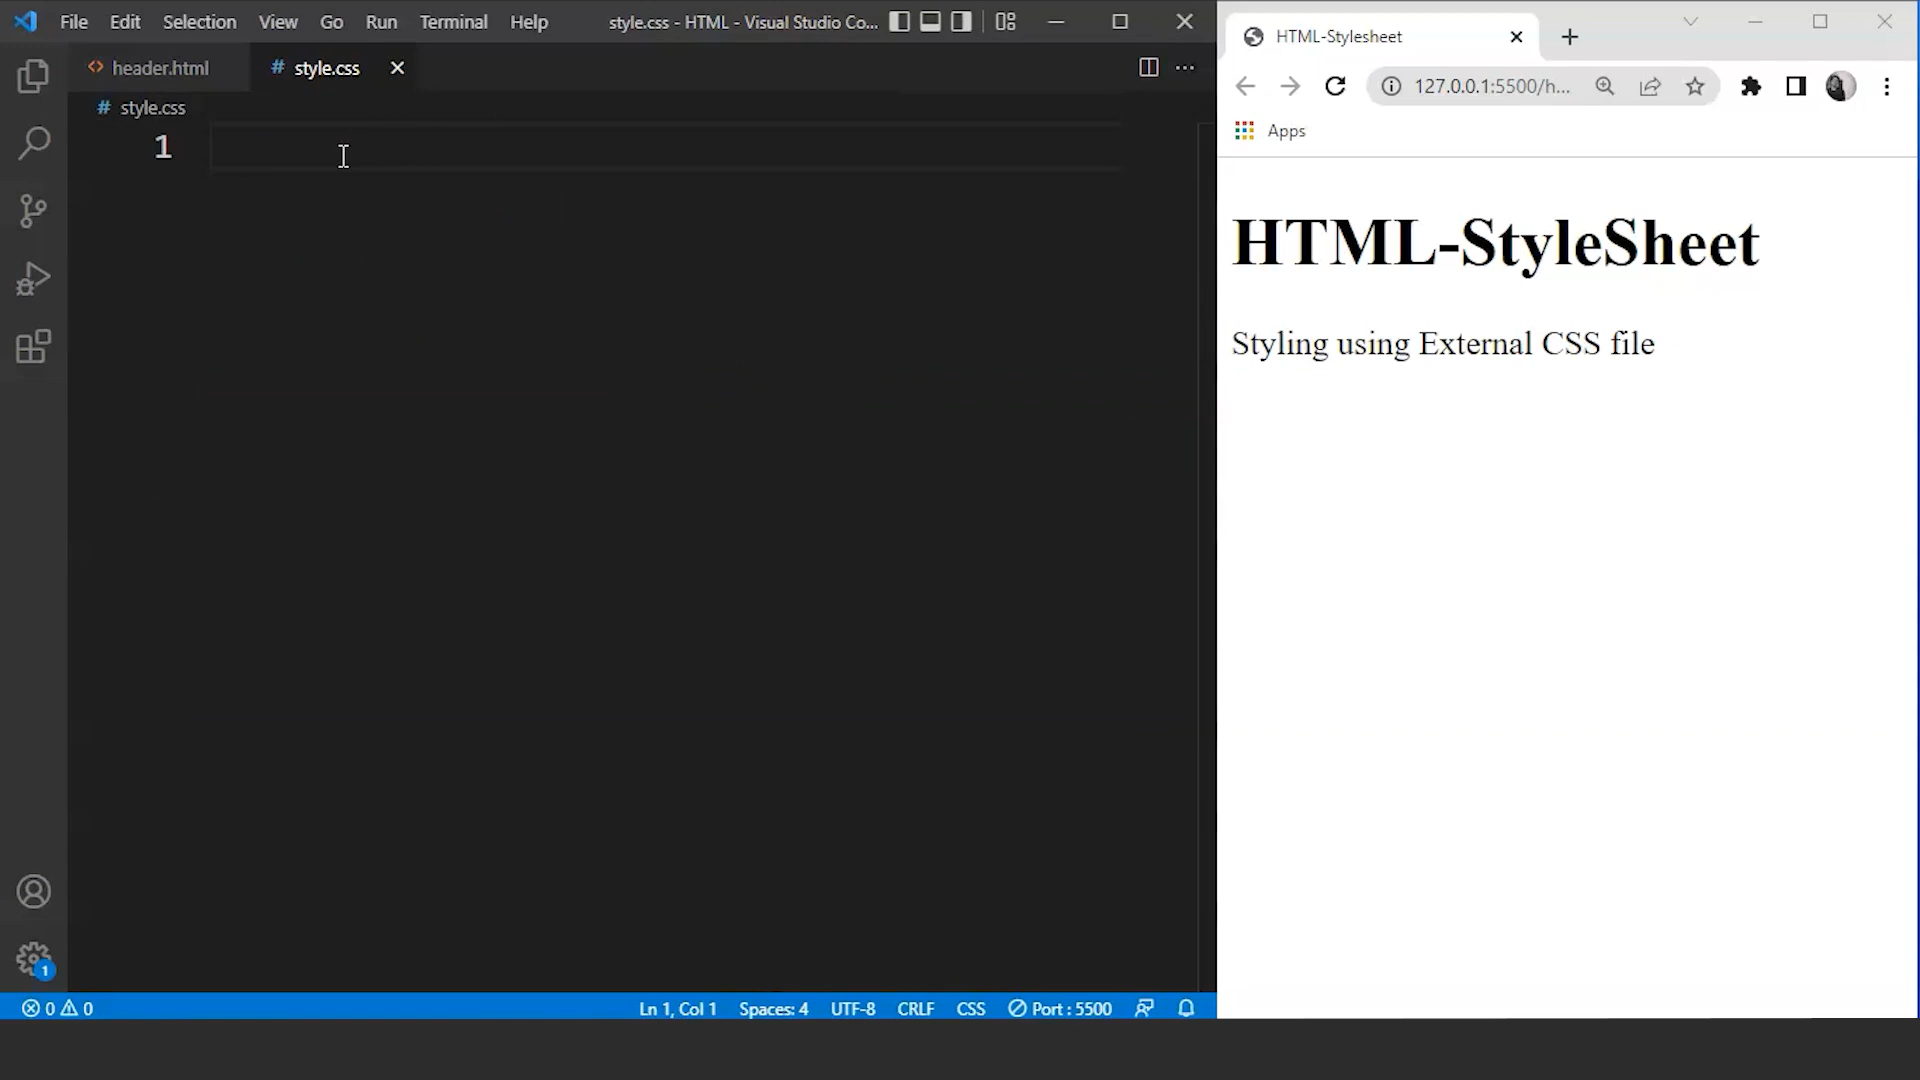 File Edit Selection View Go Run Terminal Help style.css - HTML - Visual Studio Co...
header.html # style.css
# style.css
1
1
0 0 Ln 1, Col 1 Spaces: 4 UTF-8 CRLF CSS Port : 5500
HTML-Stylesheet
127.0.0.1:5500/h...
Apps
HTML-StyleSheet
Styling using External CSS file